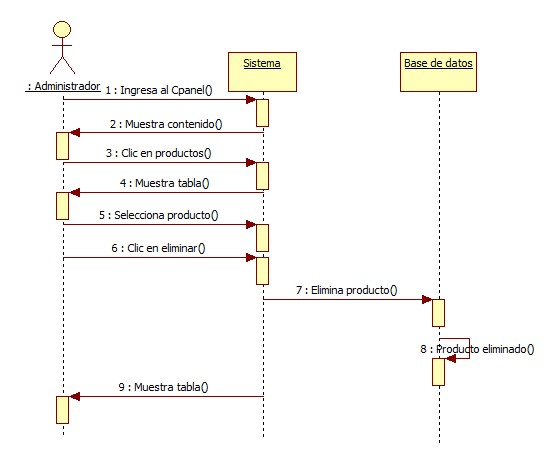 Sistema
Base de datos
: Administrador
1 : Ingresa al Cpanel()
2 : Muestra contenido()
3 : Clic en productos()
4 : Muestra tabla()
5 : Selecciona producto()
6 : Clic en eliminar()
7 : Elimina producto()
8 : Producto eliminado()
9 : Muestra tabla()